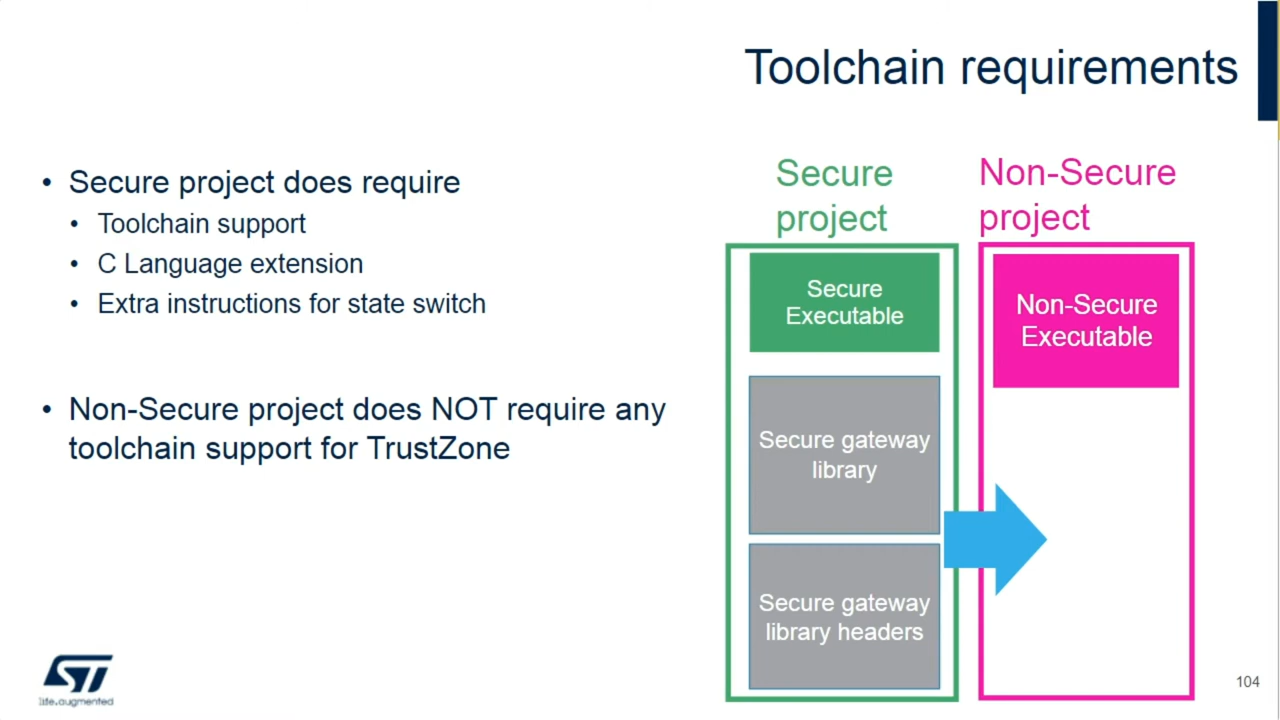 Toolchain requirements
• Secure project does require
• Toolchain support
• C Language extension
• Extra instructions for state switch
• Non-Secure project does NOT require any
toolchain support for TrustZone
Secure
project
Secure
Executable
Secure gateway
library
Secure gateway
library headers
Non-Secure
project
Non-Secure
Executable
ST
life.augmented
104